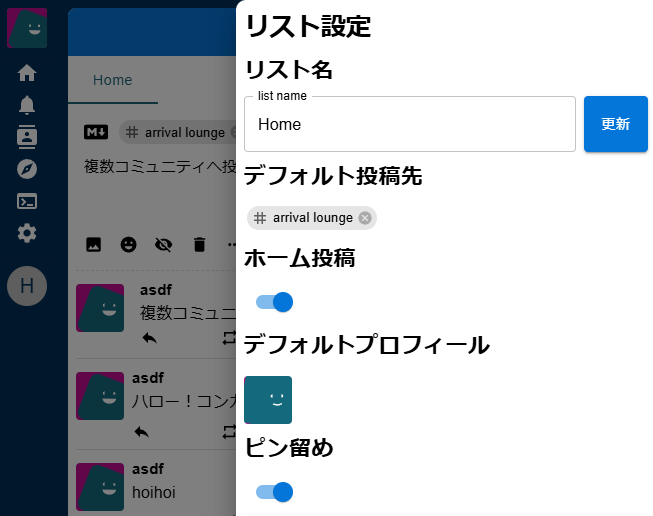 Home
arrival lounge
複数コミュニティへ投
asdf
複数コミュニ
asdf
ハロー！コンカ
asdf
hoihoi
H
リスト設定
リスト名
list name
Home
更新
デフォルト投稿先
arrival lounge
ホーム投稿
デフォルトプロフィール
ピン留め